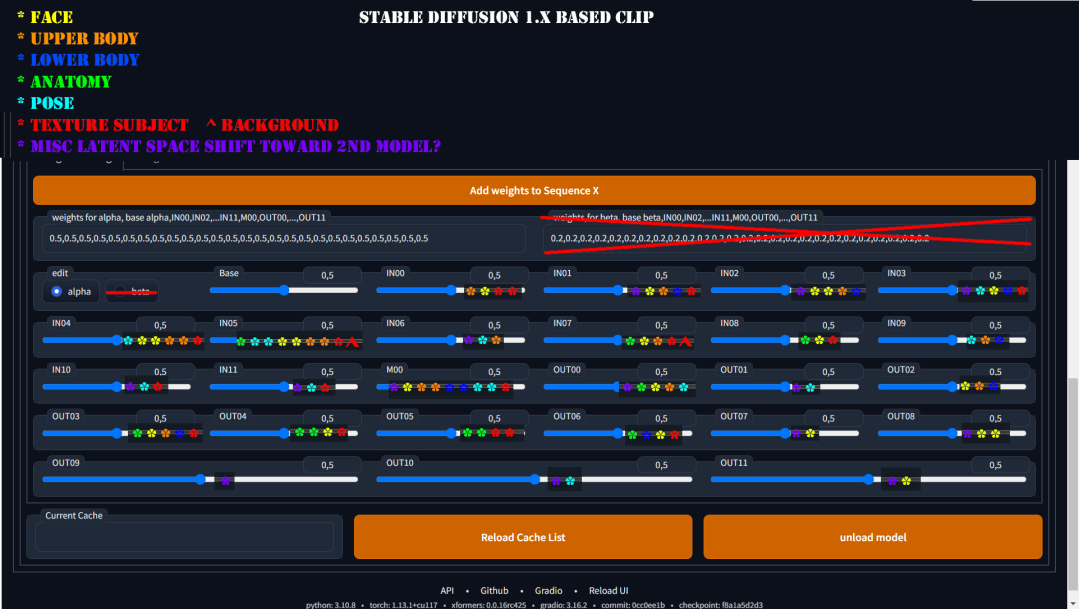 * FACE
STABLE DIFFUSION 1.X BASED CLIP
* UPPER BODY
* LOWER BODY
* ANATOMY
* POSE
* TEXTURE SUBJECT ^ BACKGROUND
* MISC LATENT SPACE SHIFT TOWARD 2ND MODEL?
Add weights to Sequence X
weights for alpha, base alpha,IN00,IN02,...IN11,M00,OUT00,...,OUT11
weights for beta, base beta,IN00,IN02,...IN11,M00,OUT00,...,OUT11
0.5,0.5,0.5,0.5,0.5,0.5,0.5,0.5,0.5,0.5,0.5,0.5,0.5,0.5,0.5,0.5,0.5,0.5,0.5,0.5,0.5,0.5,0.5,0.5,0.5,0.5
edit
alpha
beta
Base 0,5
IN00 0,5
IN01 0,5
IN02 0,5
IN03 0,5
IN04 0,5
IN05 0,5
IN06 0,5
IN07 0,5
IN08 0,5
IN09 0,5
IN10 0,5
IN11 0,5
M00 0,5
OUT00 0,5
OUT01 0,5
OUT02 0,5
OUT03 0,5
OUT04 0,5
OUT05 0,5
OUT06 0,5
OUT07 0,5
OUT08 0,5
OUT09 0,5
OUT10 0,5
OUT11 0,5
Current Cache
Reload Cache List
unload model
API • Github • Gradio • Reload UI
python: 3.10.8 • torch: 1.13.1+cu117 • xformers: 0.0.16rc425 • gradio: 3.16.2 • commit: 0cc0ee1b • checkpoint: f8a1a5d2d3